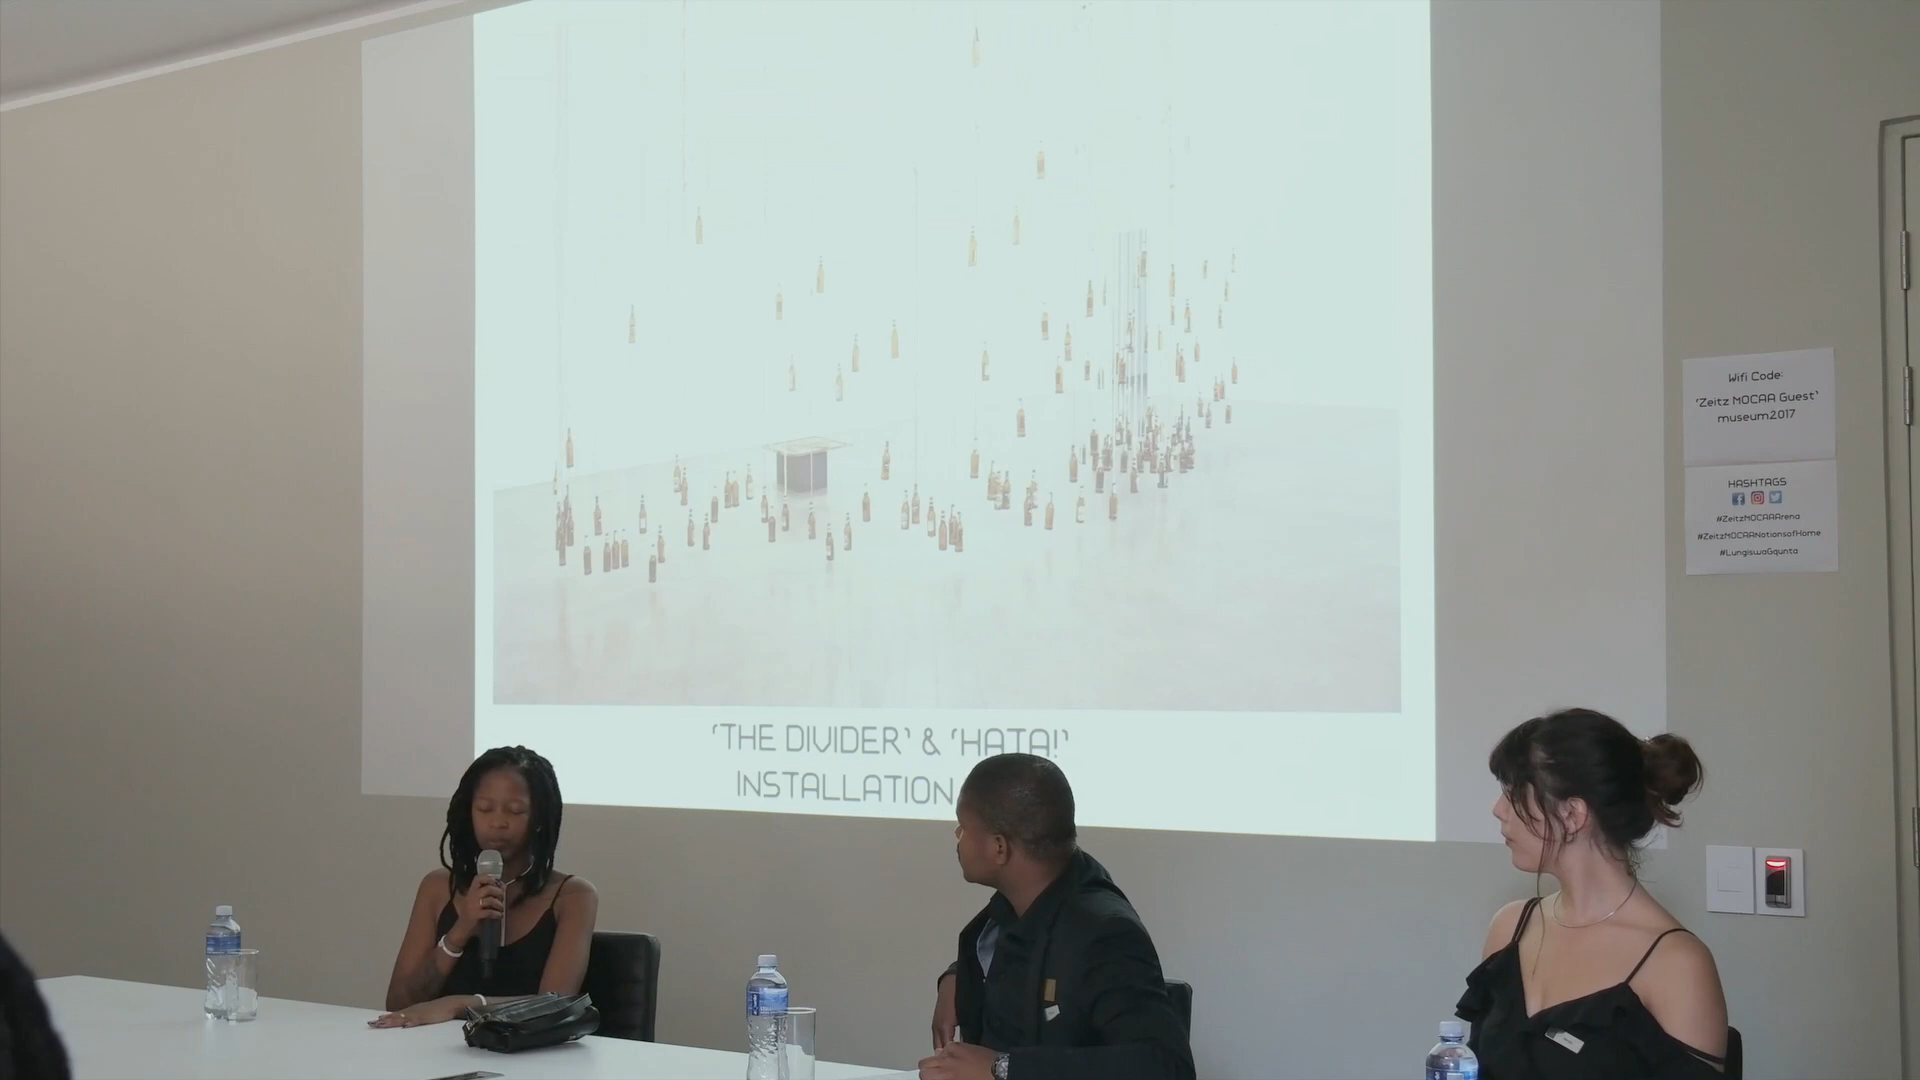 'THE DIVIDER' & 'HATA!'
INSTALLATION
Wifi Code:
'Zeitz MOCAA Guest'
museum2017
HASHTAGS
#ZeitzMOCAAArena
#ZeitzMOCAANotionsofHome
#LungiswaGqunta